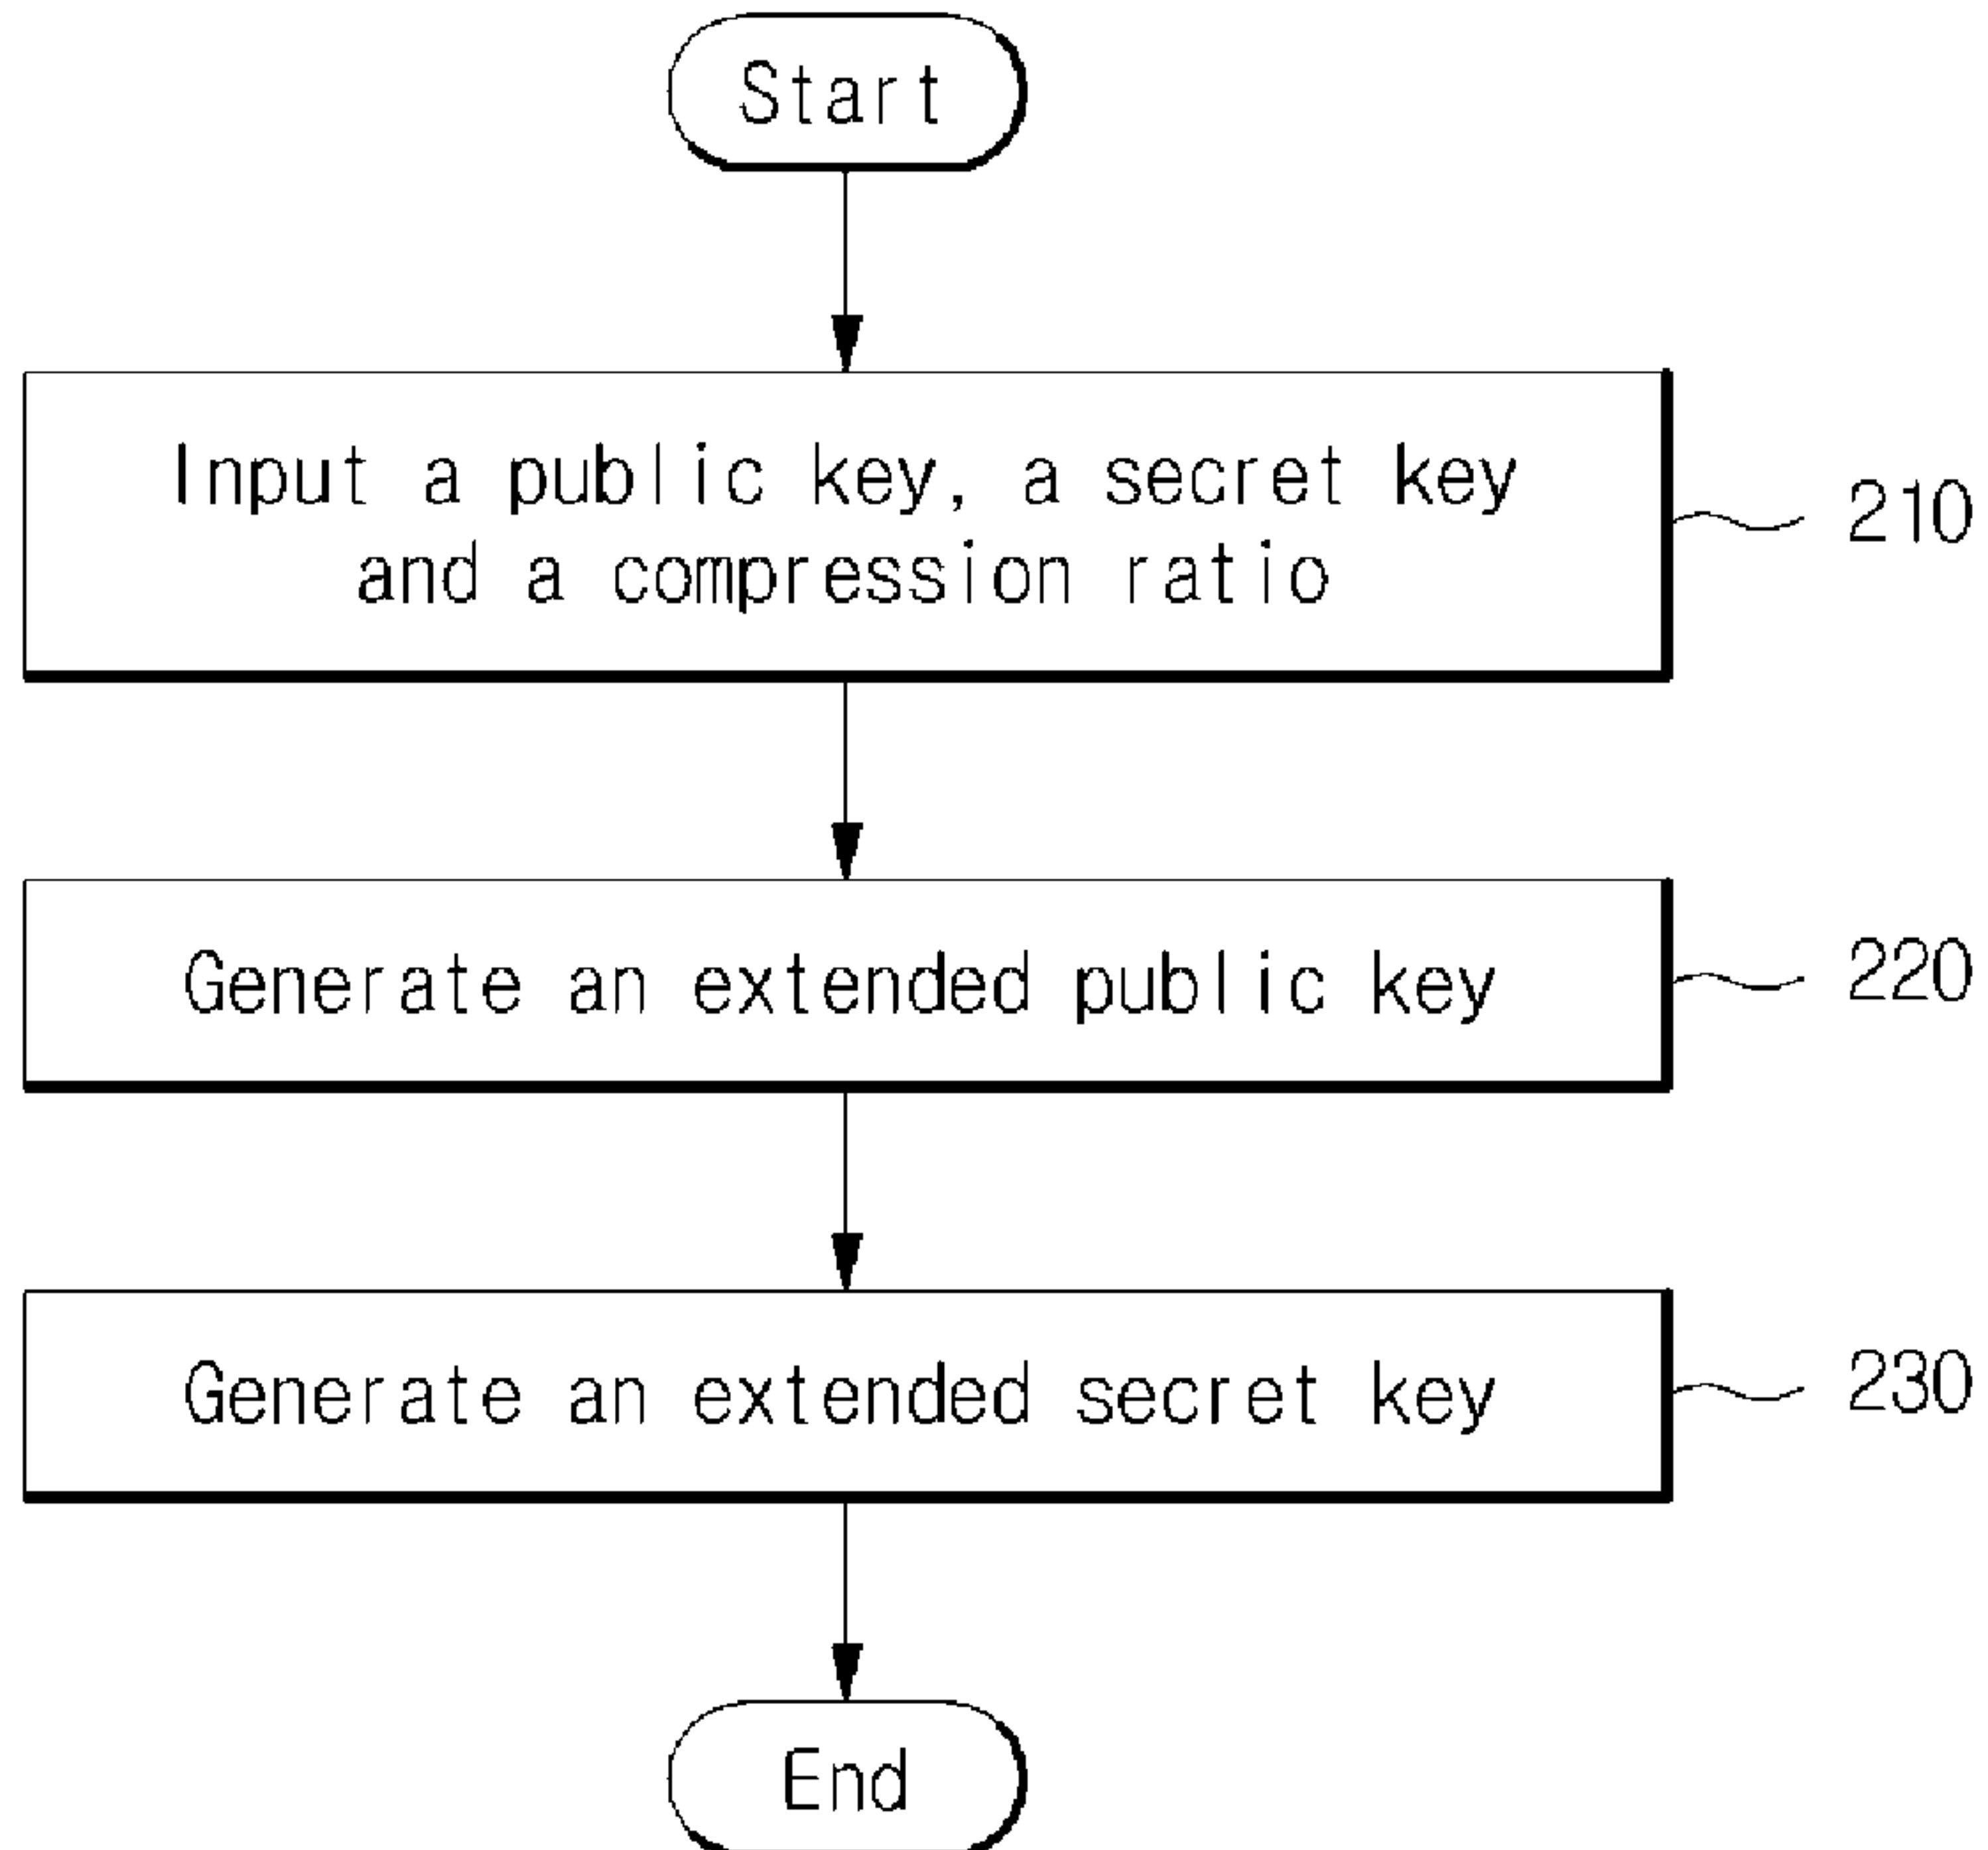 Start
Input a public key, a secret key
and a compression ratio
210
Generate an extended public key
220
Generate an extended secret key
230
End